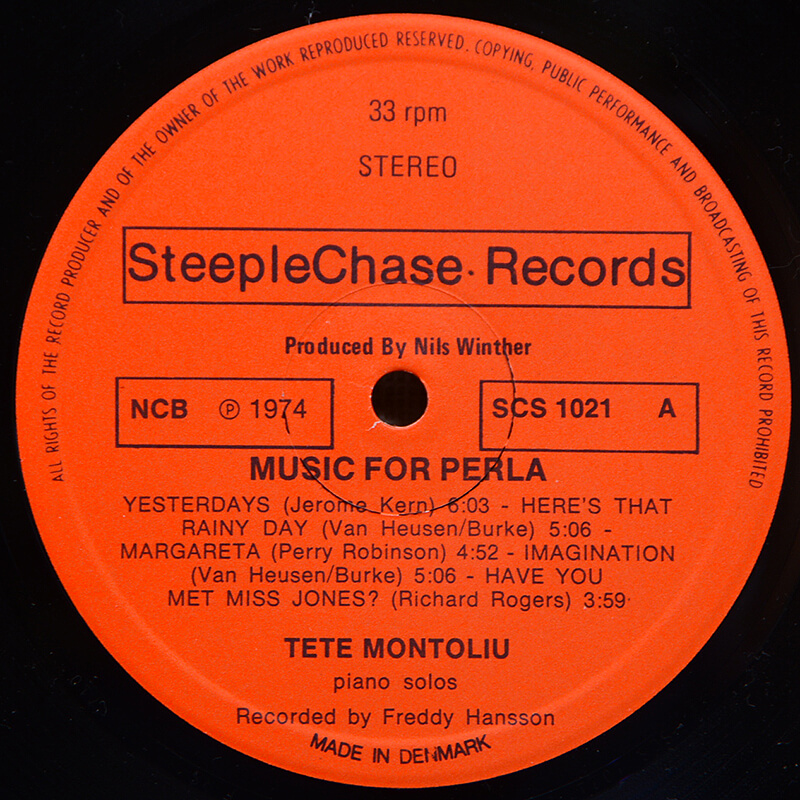 ALL RIGHTS OF THE RECORD PRODUCER AND OF THE OWNER OF THE WORK REPRODUCED RESERVED. COPYING, PUBLIC PERFORMANCE AND BROADCASTING OF THIS RECORD PROHIBITED
33 rpm
STEREO
SteepleChase·Records
Produced By Nils Winther
NCB ℗ 1974
SCS 1021 A
MUSIC FOR PERLA
YESTERDAYS (Jerome Kern) 6:03 - HERE'S THAT
RAINY DAY (Van Heusen/Burke) 5:06 -
MARGARETA (Perry Robinson) 4:52 - IMAGINATION
(Van Heusen/Burke) 5:06 - HAVE YOU
MET MISS JONES? (Richard Rogers) 3:59
TETE MONTOLIU
piano solos
Recorded by Freddy Hansson
MADE IN DENMARK